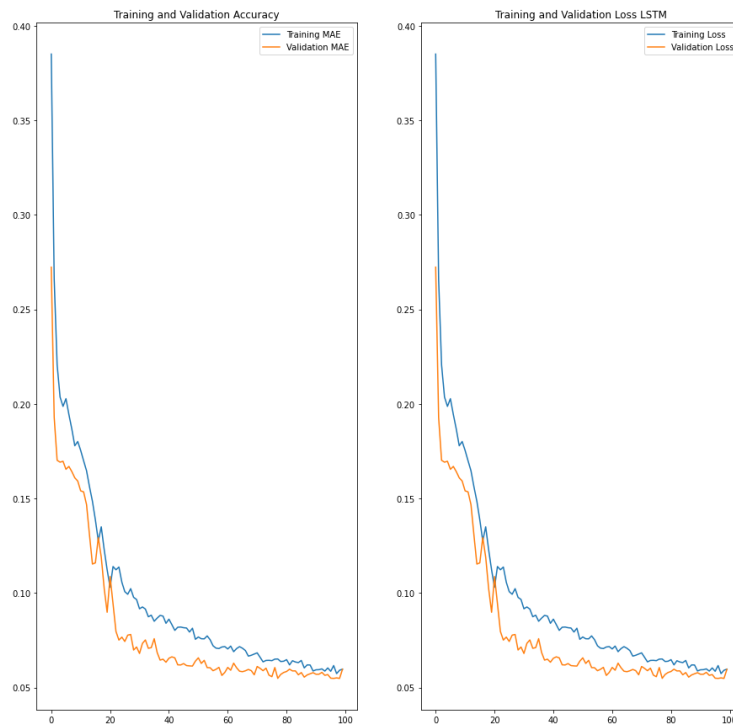 Training and Validation Accuracy
Training MAE
Validation MAE
0.40
0.35
0.30
0.25
0.20
0.15
0.10
0.05
0 20 40 60 80 100
Training and Validation Loss LSTM
Training Loss
Validation Loss
0.40
0.35
0.30
0.25
0.20
0.15
0.10
0.05
0 20 40 60 80 100